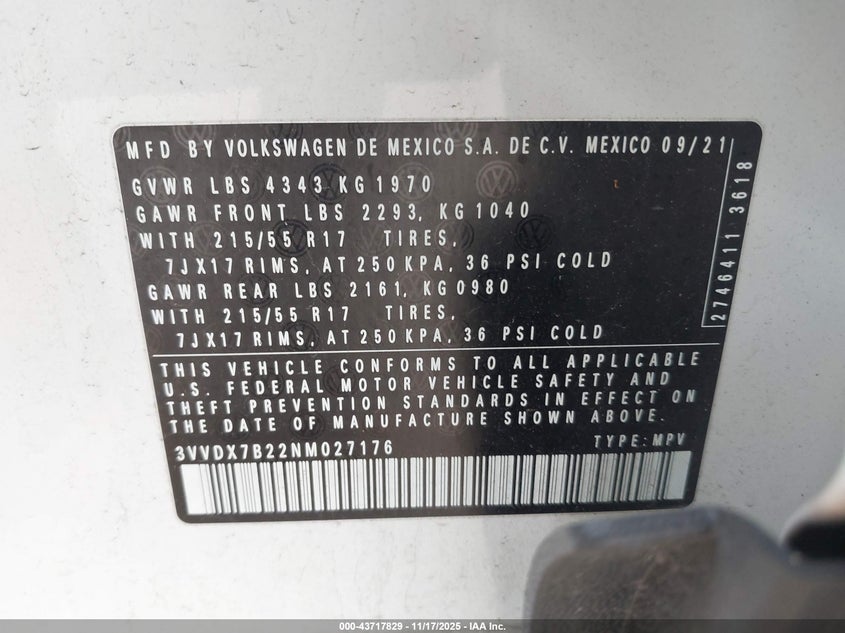 MFD BY VOLKSWAGEN DE MEXICO S.A. DE C.V. MEXICO 09/21
GVWR LBS 4343 KG 1970
GAWR FRONT LBS 2293, KG 1040
WITH 215/55 R17 TIRES,
7JX17 RIMS, AT 250 KPA, 36 PSI COLD
GAWR REAR LBS 2161, KG 0980
WITH 215/55 R17 TIRES,
7JX17 RIMS, AT 250 KPA, 36 PSI COLD
2746411 3618
THIS VEHICLE CONFORMS TO ALL APPLICABLE
U.S. FEDERAL MOTOR VEHICLE SAFETY AND
THEFT PREVENTION STANDARDS IN EFFECT ON
THE DATE OF MANUFACTURE SHOWN ABOVE.
3VVDX7B22NM027176 TYPE: MPV
000-43717829 - 11/17/2025 - IAA Inc.